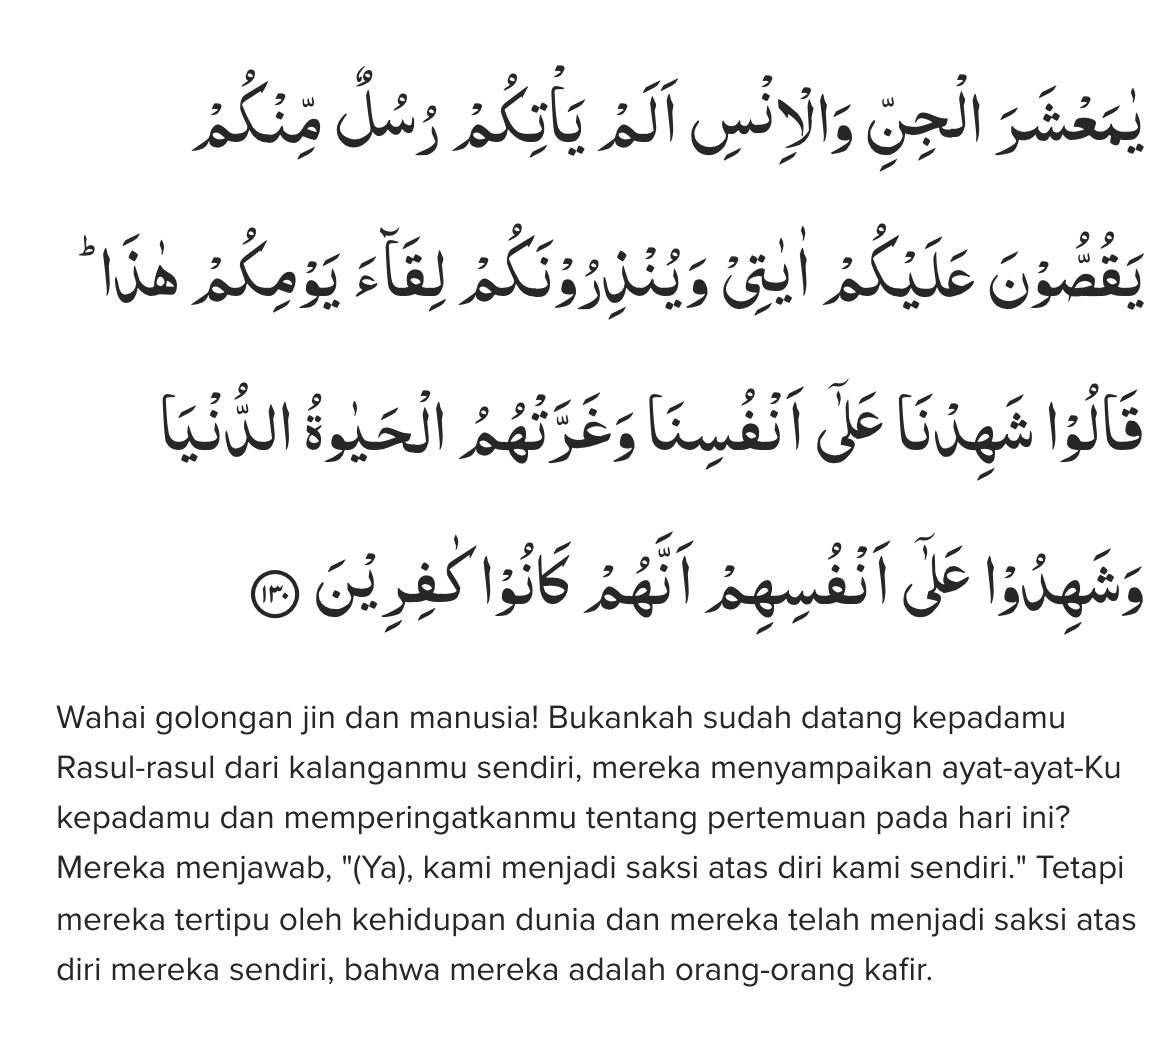 يٰمَعْشَرَ الْجِنِّ وَالْاِنْسِ اَلَمْ يَأْتِكُمْ رُسُلٌ مِّنْكُمْ
يَقُصُّوْنَ عَلَيْكُمْ اٰيٰتِيْ وَيُنْذِرُوْنَكُمْ لِقَاۤءَ يَوْمِكُمْ هٰذَاۗ
قَالُوْا شَهِدْنَا عَلٰٓى اَنْفُسِنَا وَغَرَّتْهُمُ الْحَيٰوةُ الدُّنْيَا
وَشَهِدُوْا عَلٰٓى اَنْفُسِهِمْ اَنَّهُمْ كَانُوْا كٰفِرِيْنَ ١٣٠
Wahai golongan jin dan manusia! Bukankah sudah datang kepadamu
Rasul-rasul dari kalanganmu sendiri, mereka menyampaikan ayat-ayat-Ku
kepadamu dan memperingatkanmu tentang pertemuan pada hari ini?
Mereka menjawab, "(Ya), kami menjadi saksi atas diri kami sendiri." Tetapi
mereka tertipu oleh kehidupan dunia dan mereka telah menjadi saksi atas
diri mereka sendiri, bahwa mereka adalah orang-orang kafir.